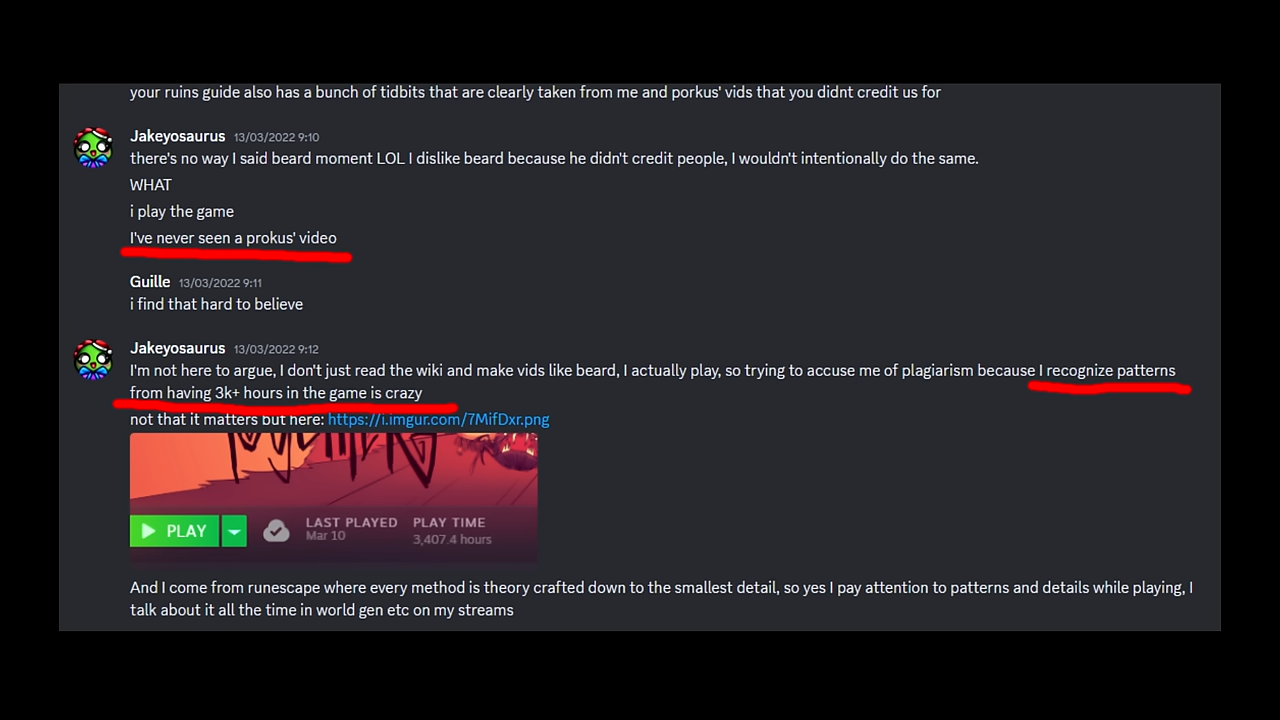 your ruins guide also has a bunch of tidbits that are clearly taken from me and porkus' vids that you didnt credit us for
Jakeyosaurus 13/03/2022 9:10
there's no way I said beard moment LOL I dislike beard because he didn't credit people, I wouldn't intentionally do the same.
WHAT
i play the game
I've never seen a prokus' video
Guille 13/03/2022 9:11
i find that hard to believe
Jakeyosaurus 13/03/2022 9:12
I'm not here to argue, I don't just read the wiki and make vids like beard, I actually play, so trying to accuse me of plagiarism because I recognize patterns
from having 3k+ hours in the game is crazy
not that it matters but here: https://i.imgur.com/7MifDxr.png
PLAY
LAST PLAYED
Mar 10
PLAY TIME
3,407.4 hours
And I come from runescape where every method is theory crafted down to the smallest detail, so yes I pay attention to patterns and details while playing, I
talk about it all the time in world gen etc on my streams